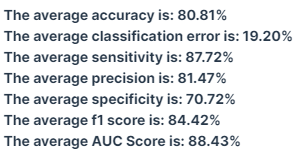 The average accuracy is: 80.81%
The average classification error is: 19.20%
The average sensitivity is: 87.72%
The average precision is: 81.47%
The average specificity is: 70.72%
The average f1 score is: 84.42%
The average AUC Score is: 88.43%